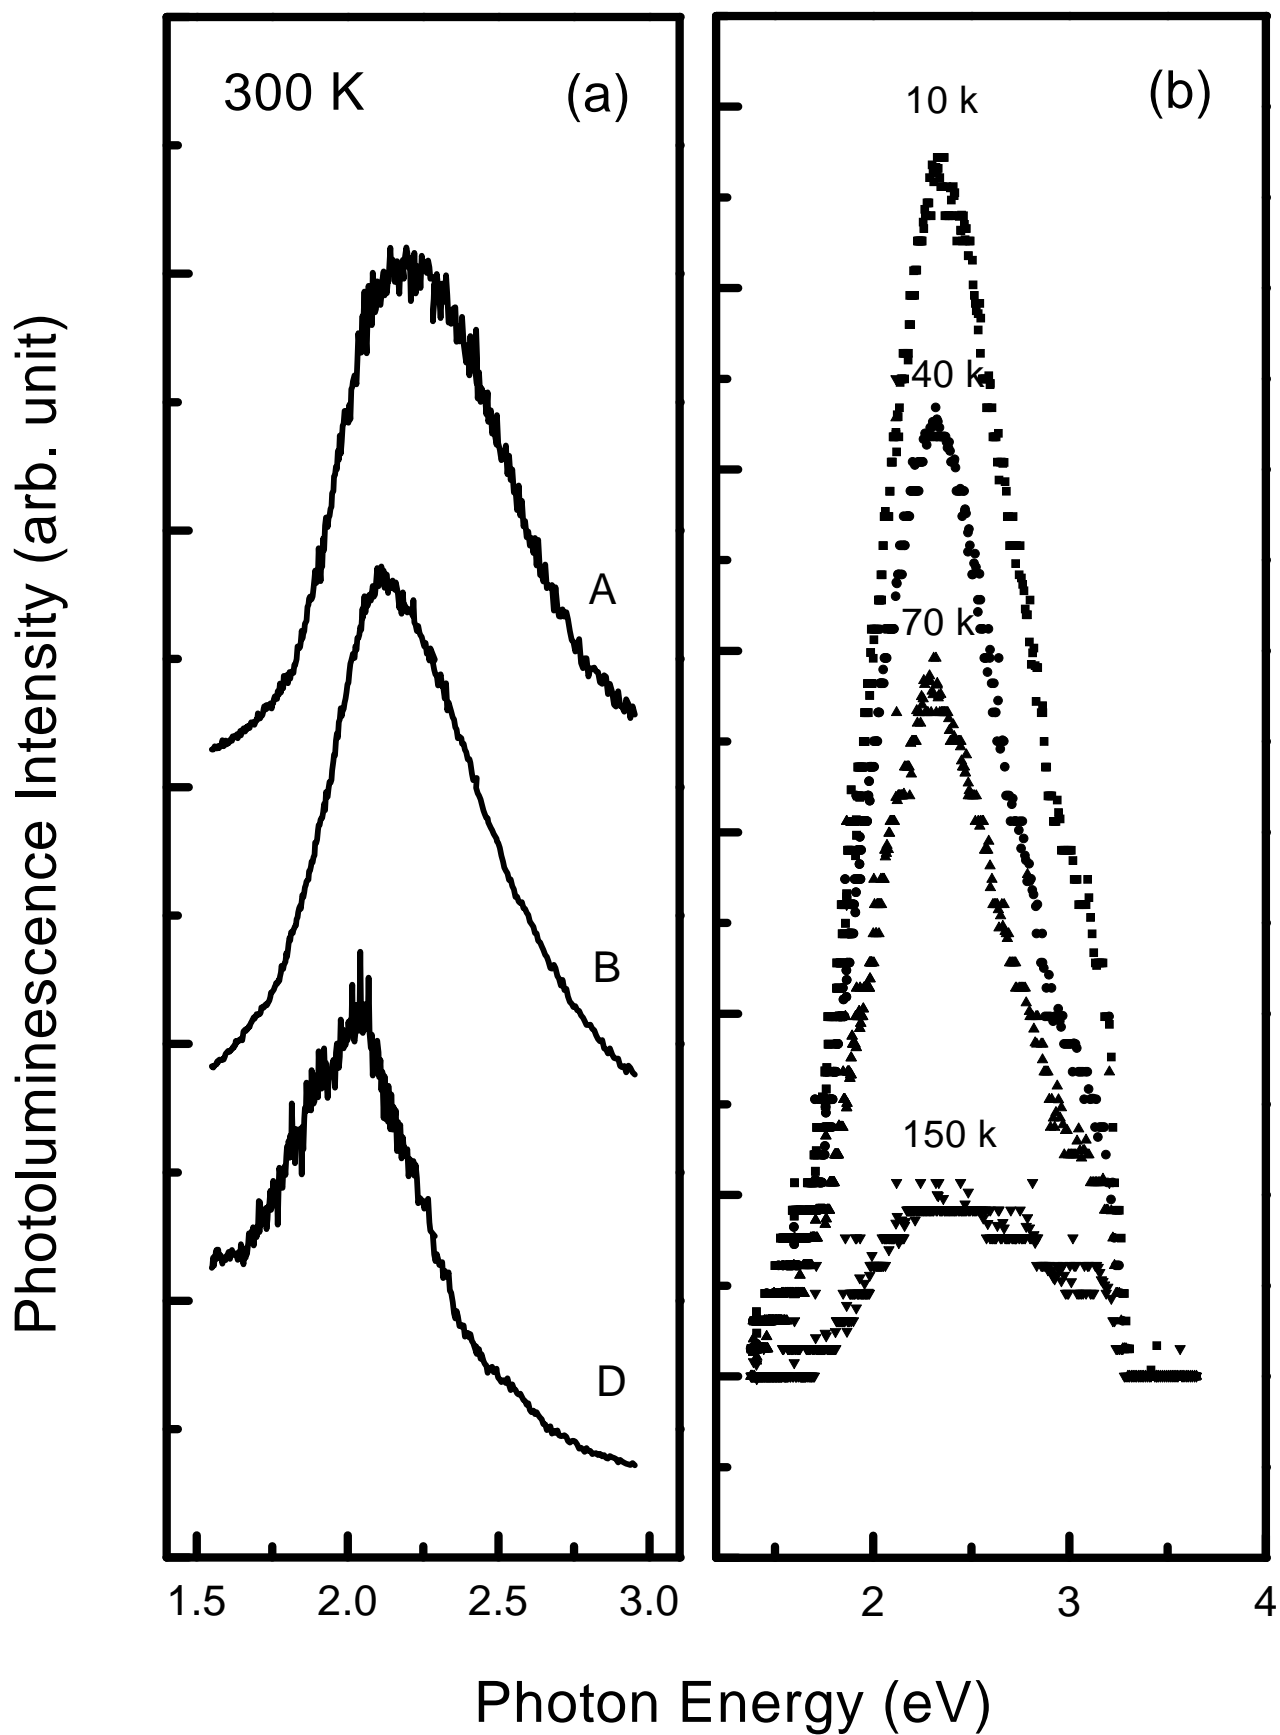 Photoluminescence Intensity (arb. unit)
300 K
(a)
A
B
D
1.5
2.0
2.5
3.0
(b)
10 k
40 k
70 k
150 k
2
3
4
Photon Energy (eV)